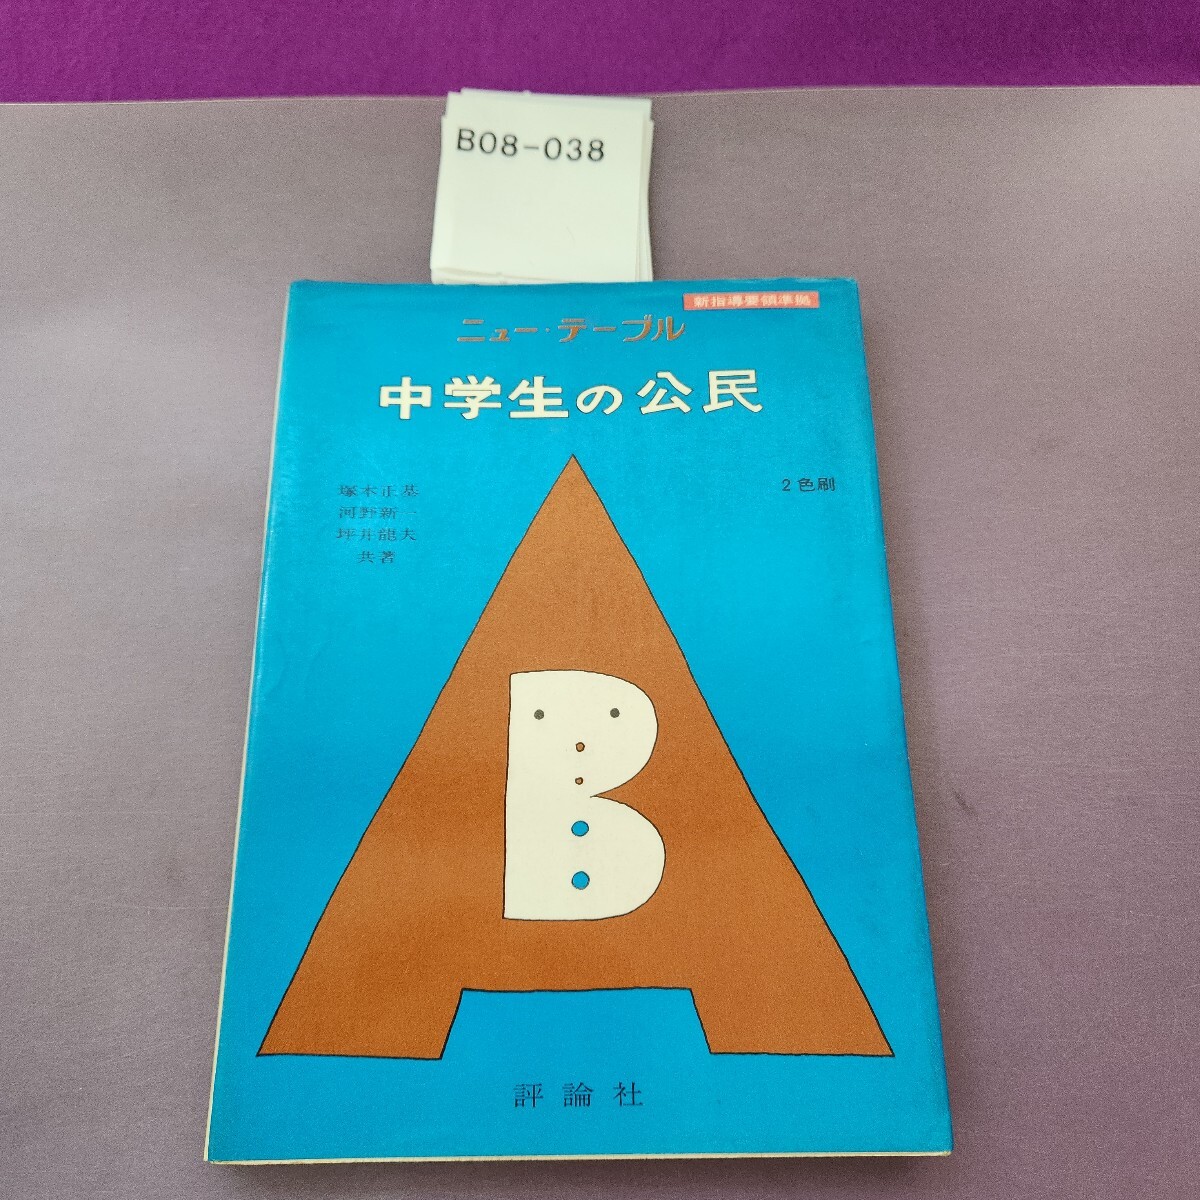 B08-038
新指導要領準拠
ニュー・テーブル
中学生の公民
2色刷
塚本正基
河野新一
坪井龍夫
共著
B
評論社